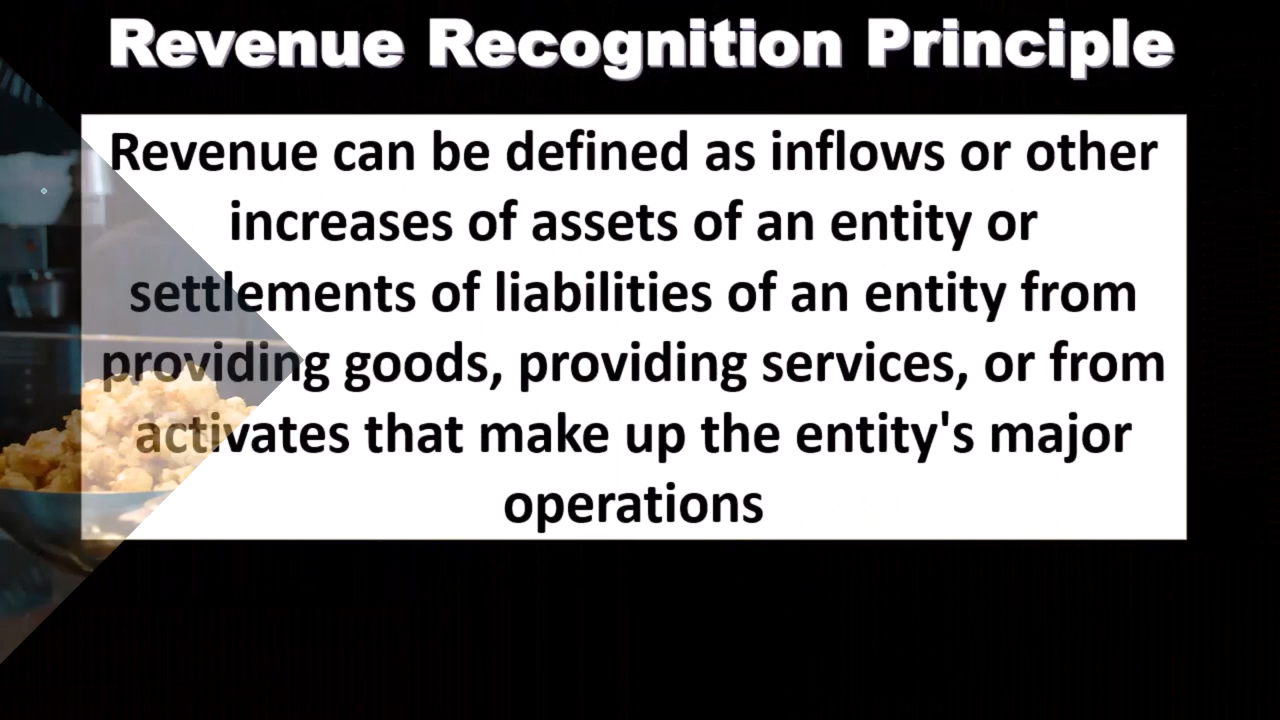 Revenue Recognition Principle
Revenue can be defined as inflows or other
increases of assets of an entity or
settlements of liabilities of an entity from
providing goods, providing services, or from
activates that make up the entity's major
operations